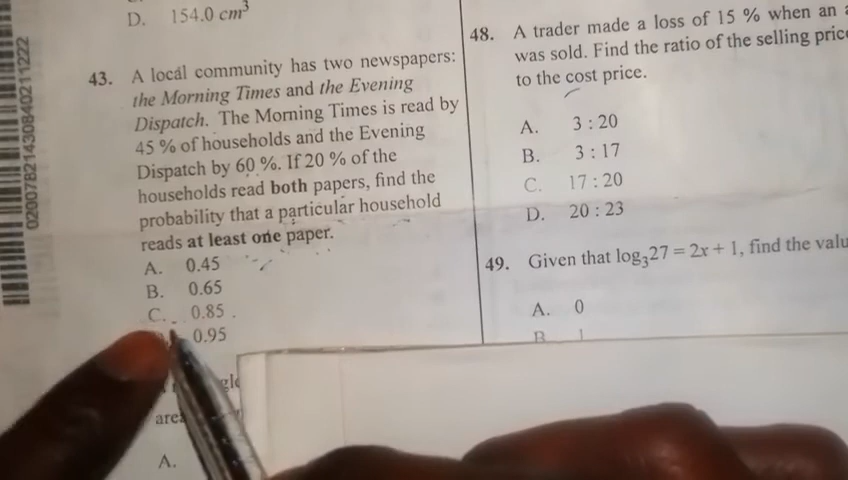 D. 154.0 cm³
43. A local community has two newspapers:
the Morning Times and the Evening
Dispatch. The Morning Times is read by
45 % of households and the Evening
Dispatch by 60 %. If 20 % of the
households read both papers, find the
probability that a particular household
reads at least one paper.
A. 0.45
B. 0.65
C. 0.85
0.95
A.
48. A trader made a loss of 15 % when an
was sold. Find the ratio of the selling
to the cost price.
A. 3 : 20
B. 3 : 17
C. 17 : 20
D. 20 : 23
49. Given that log₃27 = 2x + 1, find the
A. 0
B. 1
02007821430840211222